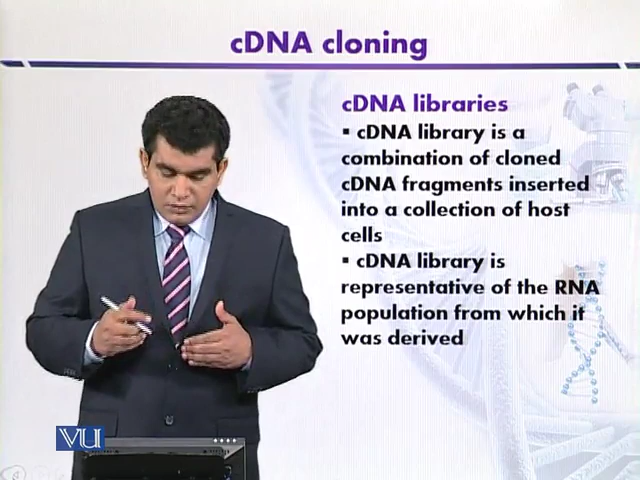 cDNA cloning
cDNA libraries
▪ cDNA library is a
combination of cloned
cDNA fragments inserted
into a collection of host
cells
▪ cDNA library is
representative of the RNA
population from which it
was derived
VU